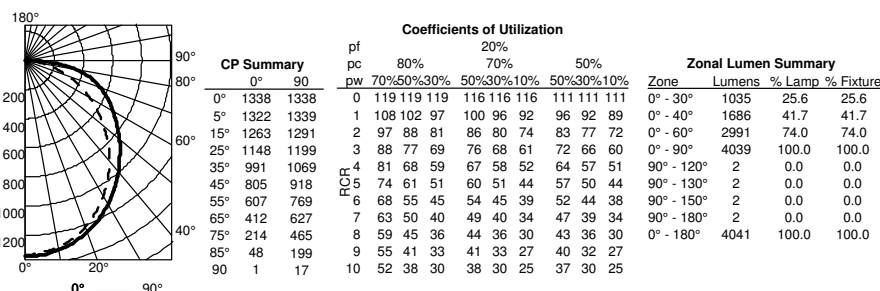 180°
90°
80°
60°
40°
20°
0°
200
400
600
800
1000
1200
0° 90°
CP Summary
0° 90
0° 1338 1338
5° 1322 1339
15° 1263 1291
25° 1148 1199
35° 991 1069
45° 805 918
55° 607 769
65° 412 627
75° 214 465
85° 48 199
90 1 17
Coefficients of Utilization
pf 20%
pc 80% 70% 50%
pw 70%50%30% 50%30%10% 50%30%10%
RCR
0 119 119 119 116 116 116 111 111 111
1 108 102 97 100 96 92 96 92 89
2 97 88 81 86 80 74 83 77 72
3 88 77 69 76 68 61 72 66 60
4 81 68 59 67 58 52 64 57 51
5 74 61 51 60 51 44 57 50 44
6 68 55 45 54 45 39 52 44 38
7 63 50 40 49 40 34 47 39 34
8 59 45 36 44 36 30 43 36 30
9 55 41 33 41 33 27 40 32 27
10 52 38 30 38 30 25 37 30 25
Zonal Lumen Summary
Zone Lumens % Lamp % Fixture
0° - 30° 1035 25.6 25.6
0° - 40° 1686 41.7 41.7
0° - 60° 2991 74.0 74.0
0° - 90° 4039 100.0 100.0
90° - 120° 2 0.0 0.0
90° - 130° 2 0.0 0.0
90° - 150° 2 0.0 0.0
90° - 180° 2 0.0 0.0
0° - 180° 4041 100.0 100.0